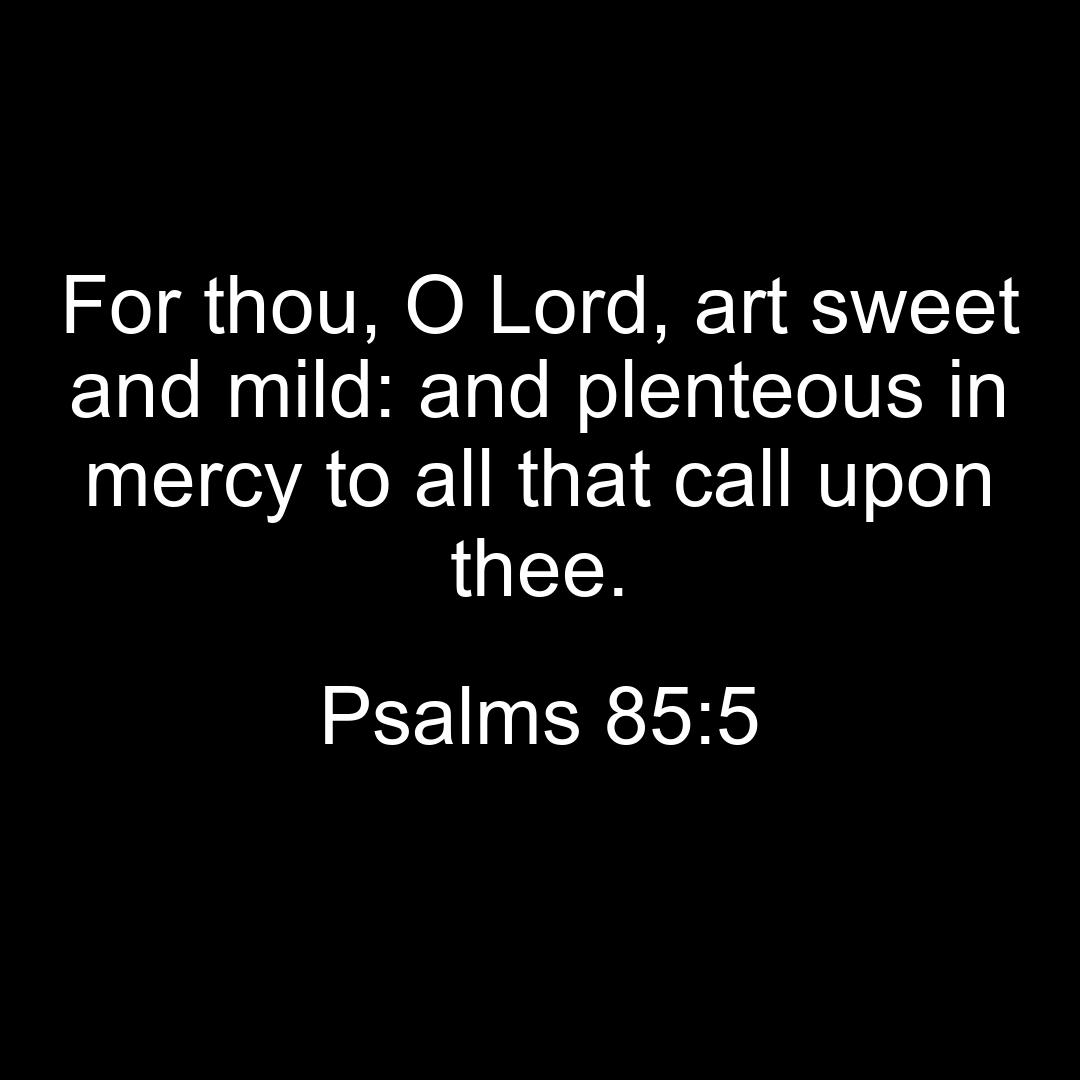 For thou, O Lord, art sweet
and mild: and plenteous in
mercy to all that call upon
thee.
Psalms 85:5